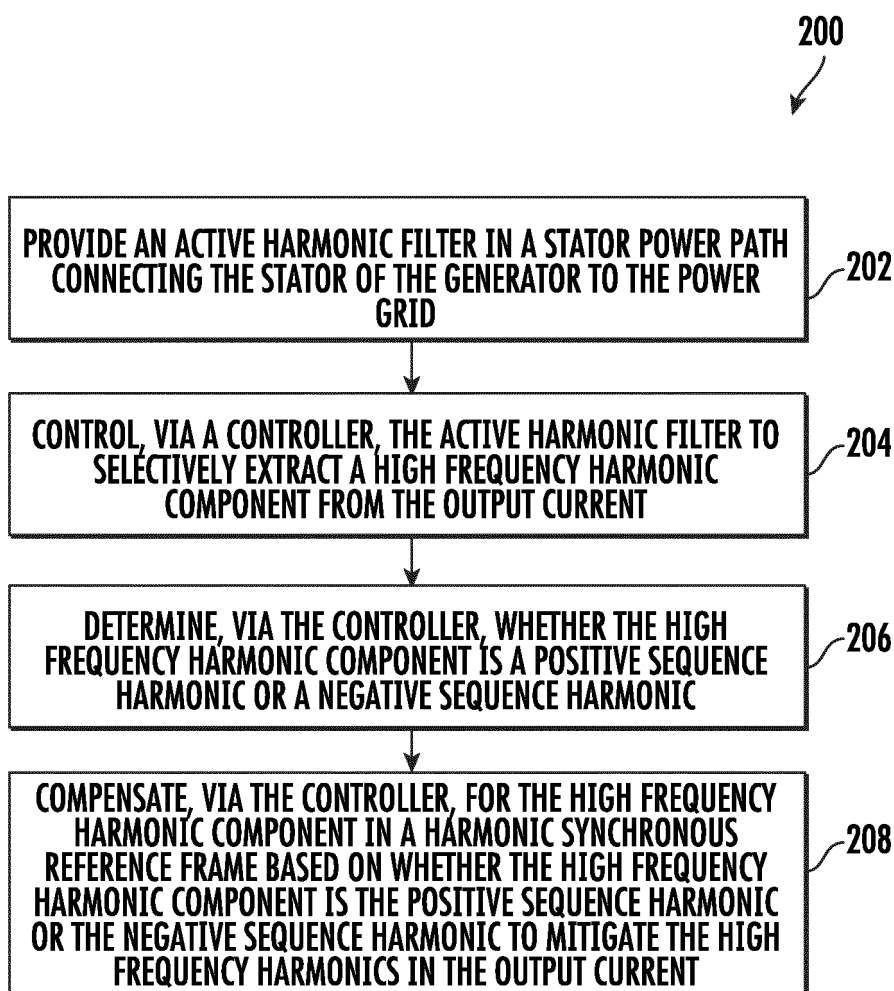 200
PROVIDE AN ACTIVE HARMONIC FILTER IN A STATOR POWER PATH
CONNECTING THE STATOR OF THE GENERATOR TO THE POWER
GRID
202
CONTROL, VIA A CONTROLLER, THE ACTIVE HARMONIC FILTER TO
SELECTIVELY EXTRACT A HIGH FREQUENCY HARMONIC
COMPONENT FROM THE OUTPUT CURRENT
204
DETERMINE, VIA THE CONTROLLER, WHETHER THE HIGH
FREQUENCY HARMONIC COMPONENT IS A POSITIVE SEQUENCE
HARMONIC OR A NEGATIVE SEQUENCE HARMONIC
206
COMPENSATE, VIA THE CONTROLLER, FOR THE HIGH FREQUENCY
HARMONIC COMPONENT IN A HARMONIC SYNCHRONOUS
REFERENCE FRAME BASED ON WHETHER THE HIGH FREQUENCY
HARMONIC COMPONENT IS THE POSITIVE SEQUENCE HARMONIC
OR THE NEGATIVE SEQUENCE HARMONIC TO MITIGATE THE HIGH
FREQUENCY HARMONICS IN THE OUTPUT CURRENT
208